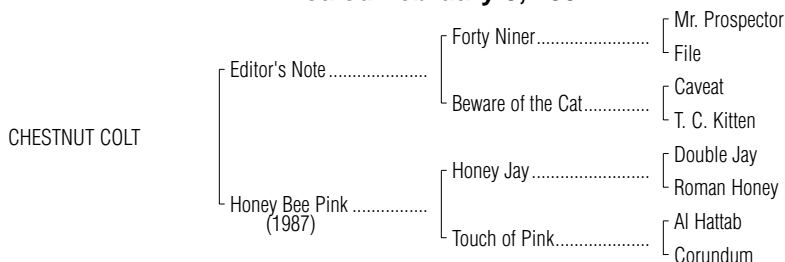 Mr. Prospector
Forty Niner
File
Editor's Note
Caveat
Beware of the Cat
T. C. Kitten
CHESTNUT COLT
Double Jay
Honey Jay
Roman Honey
Honey Bee Pink
(1987)
Al Hattab
Touch of Pink
Corundum